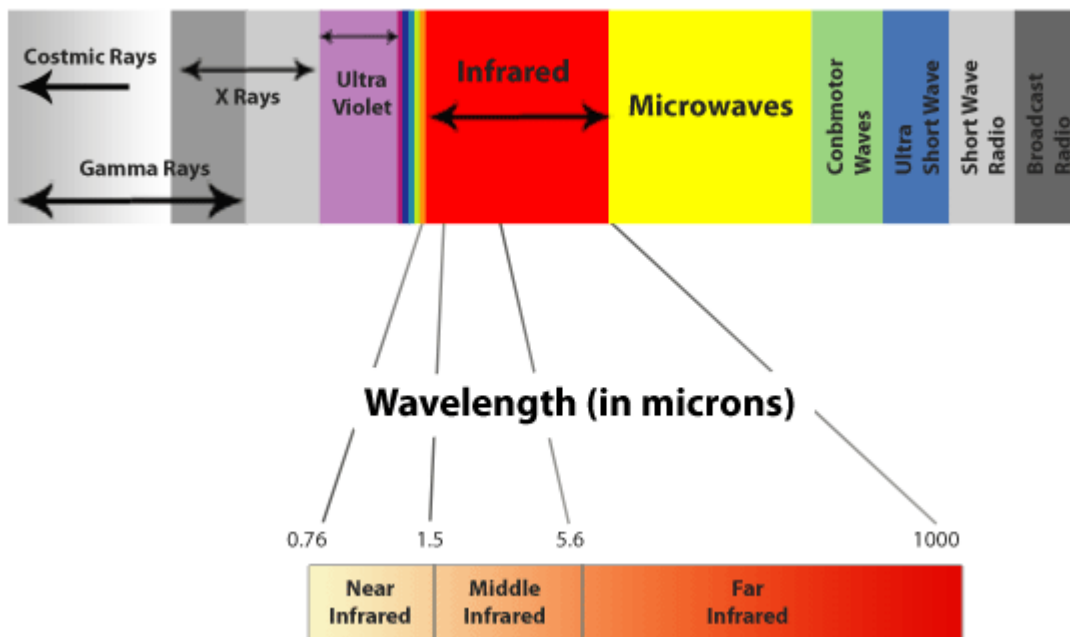 Costmic Rays
X Rays
Gamma Rays
Ultra
Violet
Infrared
Microwaves
Conbmotor
Waves
Ultra
Short Wave
Short Wave
Radio
Broadcast
Radio
Wavelength (in microns)
0.76
1.5
5.6
1000
Near
Infrared
Middle
Infrared
Far
Infrared